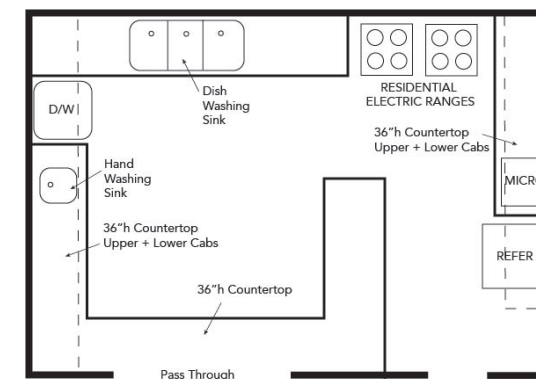 RESIDENTIAL
ELECTRIC RANGES
Dish
Washing
Sink
D/W
36"h Countertop
Upper + Lower Cabs
Hand
Washing
Sink
MICRO
36"h Countertop
Upper + Lower Cabs
REFER
36"h Countertop
Pass Through